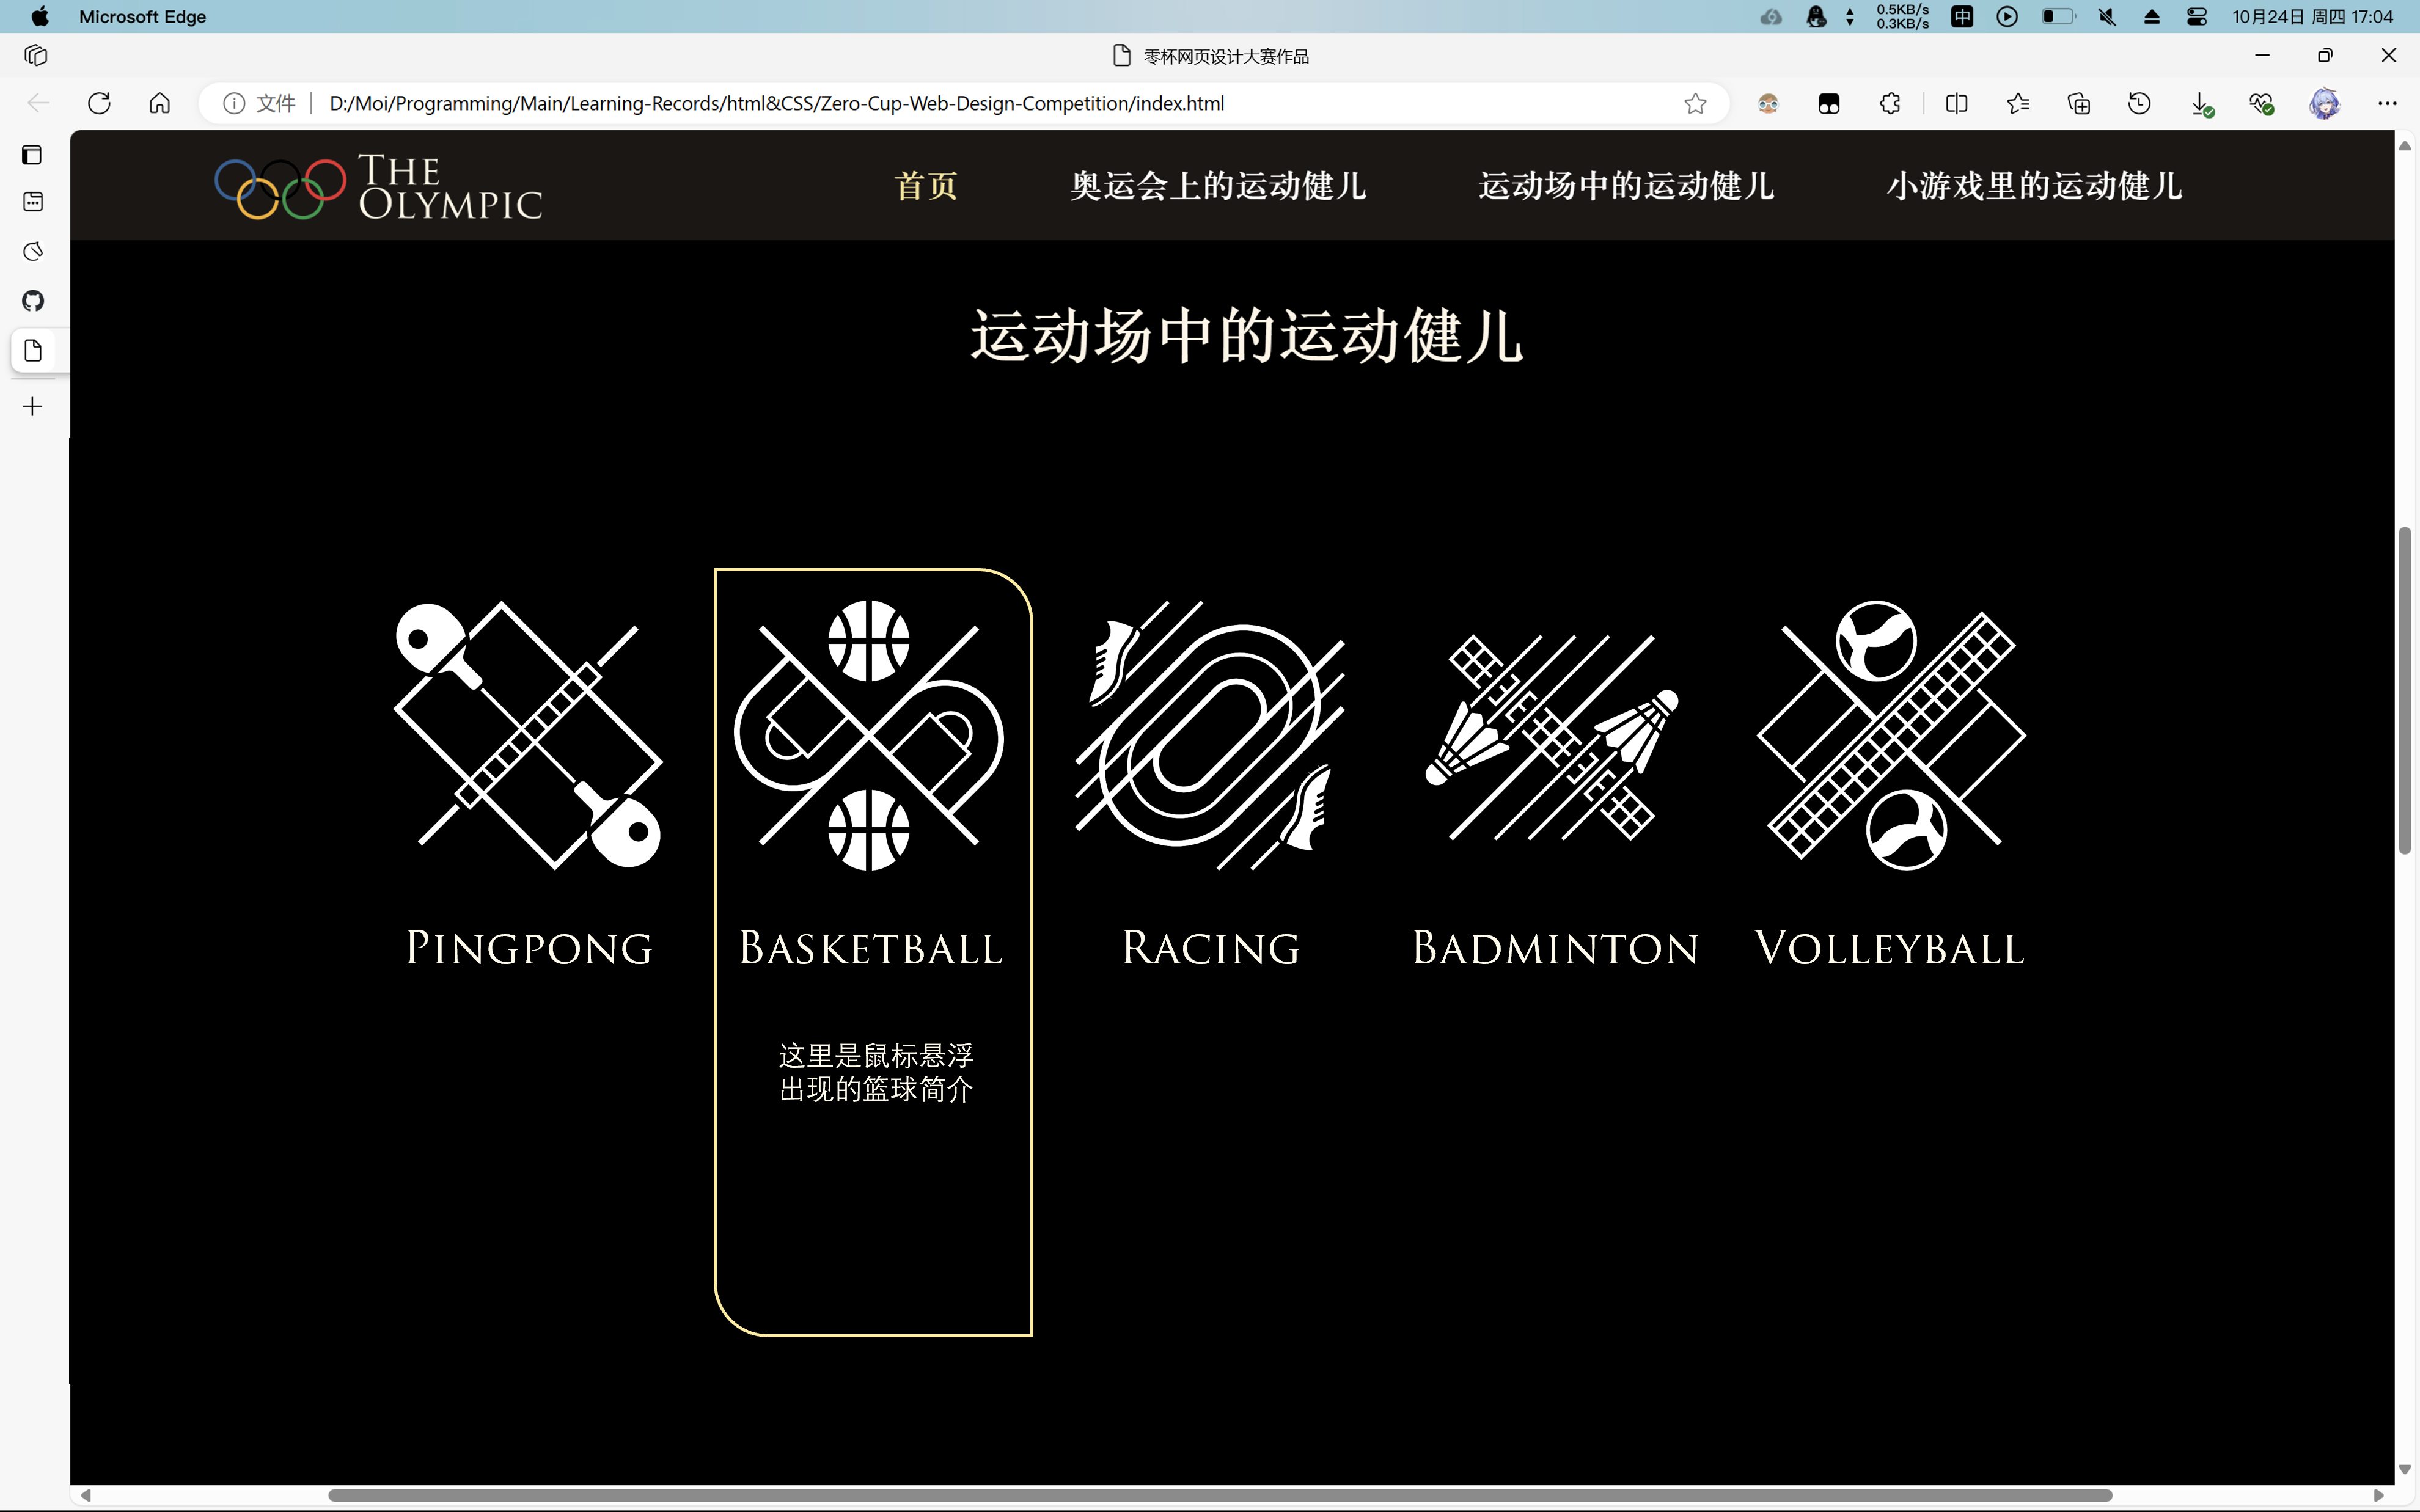 Microsoft Edge
0.5KB/s
0.3KB/s
中
10月24日 周四 17:04
零杯网页设计大赛作品
文件
D:/Moi/Programming/Main/Learning-Records/html&CSS/Zero-Cup-Web-Design-Competition/index.html
The
Olympic
首页
奥运会上的运动健儿
运动场中的运动健儿
小游戏里的运动健儿
运动场中的运动健儿
Pingpong
Basketball
Racing
Badminton
Volleyball
这里是鼠标悬浮
出现的篮球简介